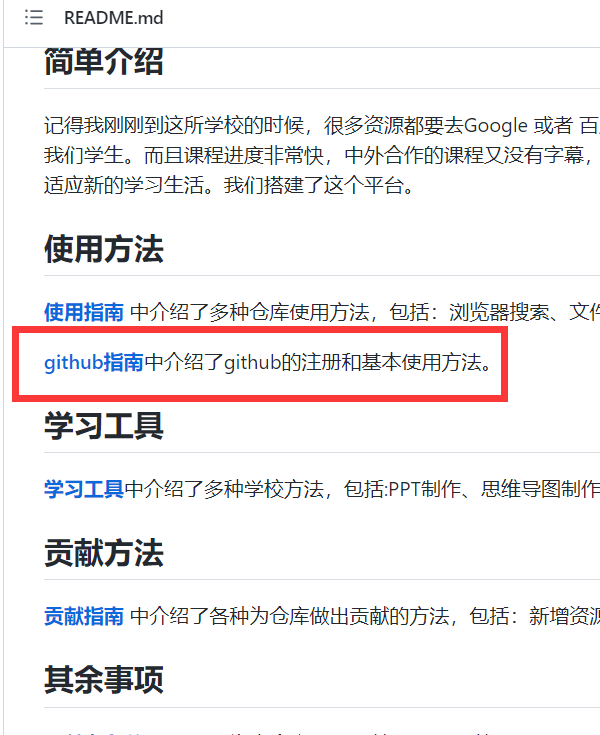 README.md
简单介绍
记得我刚刚到这所学校的时候，很多资源都要去Google 或者 百
我们学生。而且课程进度非常快，中外合作的课程又没有字幕，
适应新的学习生活。我们搭建了这个平台。
使用方法
使用指南 中介绍了多种仓库使用方法，包括：浏览器搜索、文件
github指南中介绍了github的注册和基本使用方法。
学习工具
学习工具中介绍了多种学校方法，包括:PPT制作、思维导图制作
贡献方法
贡献指南 中介绍了各种为仓库做出贡献的方法，包括：新增资源
其余事项